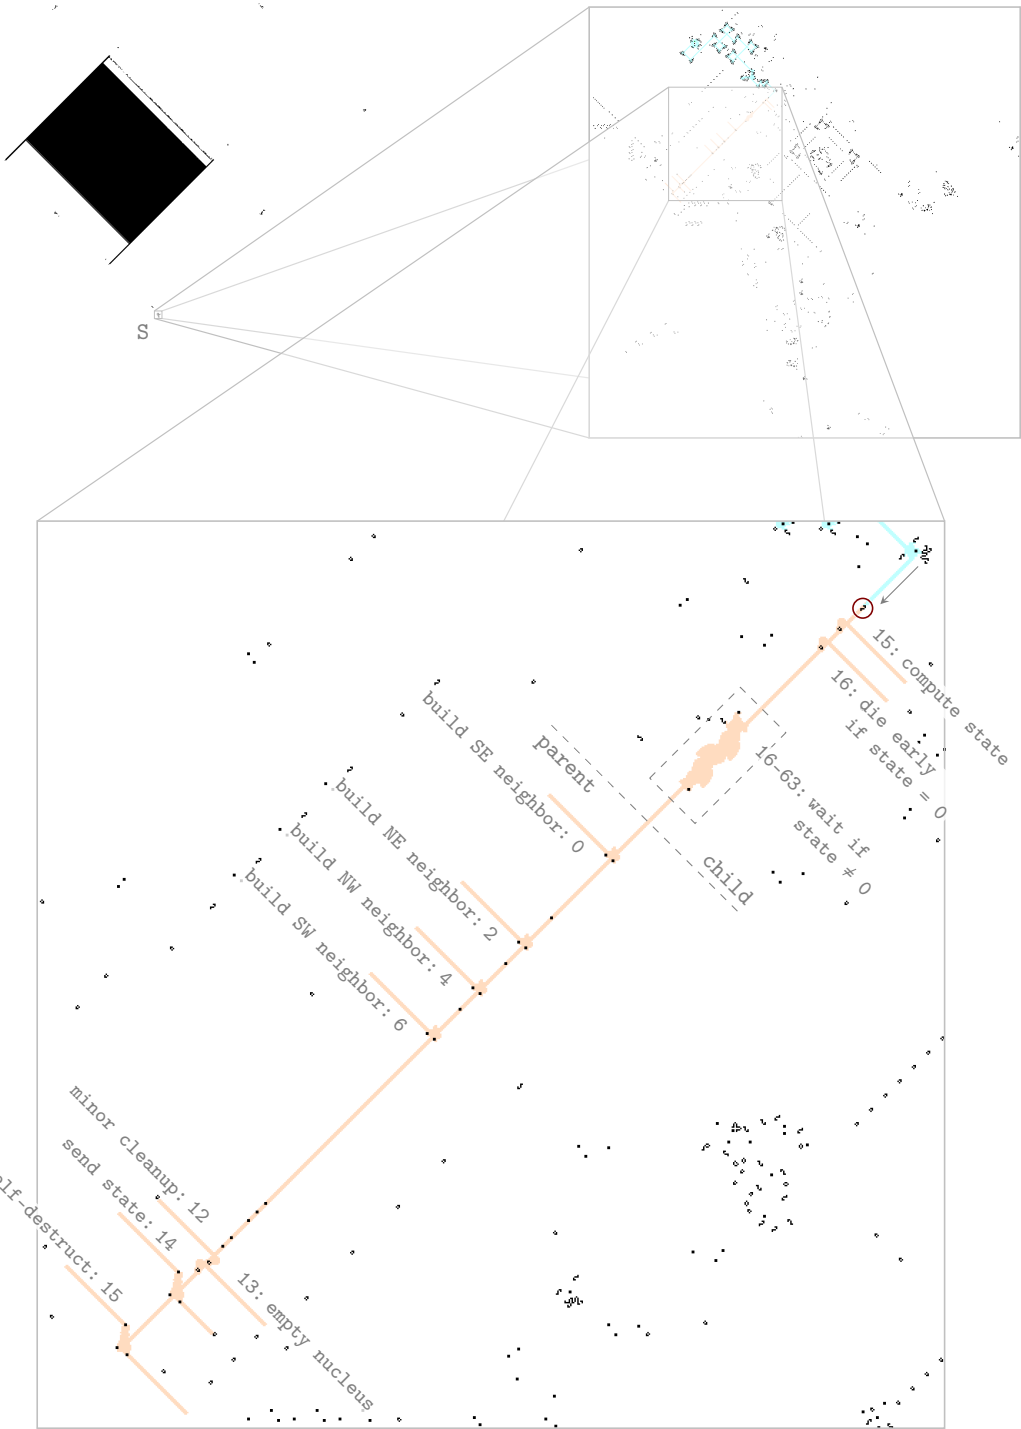 S
15: compute state
16: die early
if state = 0
16-63: wait if
state ≠ 0
parent
child
build SE neighbor: 0
build NE neighbor: 2
build NW neighbor: 4
build SW neighbor: 6
minor cleanup: 12
send state: 14
lf-destruct: 15
13: empty nucleus